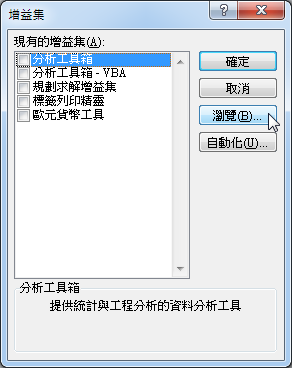 增益集
現有的增益集(A):
分析工具箱
分析工具箱 - VBA
規劃求解增益集
標籤列印精靈
歐元貨幣工具
確定
取消
瀏覽(B)...
自動化(U)...
分析工具箱
提供統計與工程分析的資料分析工具